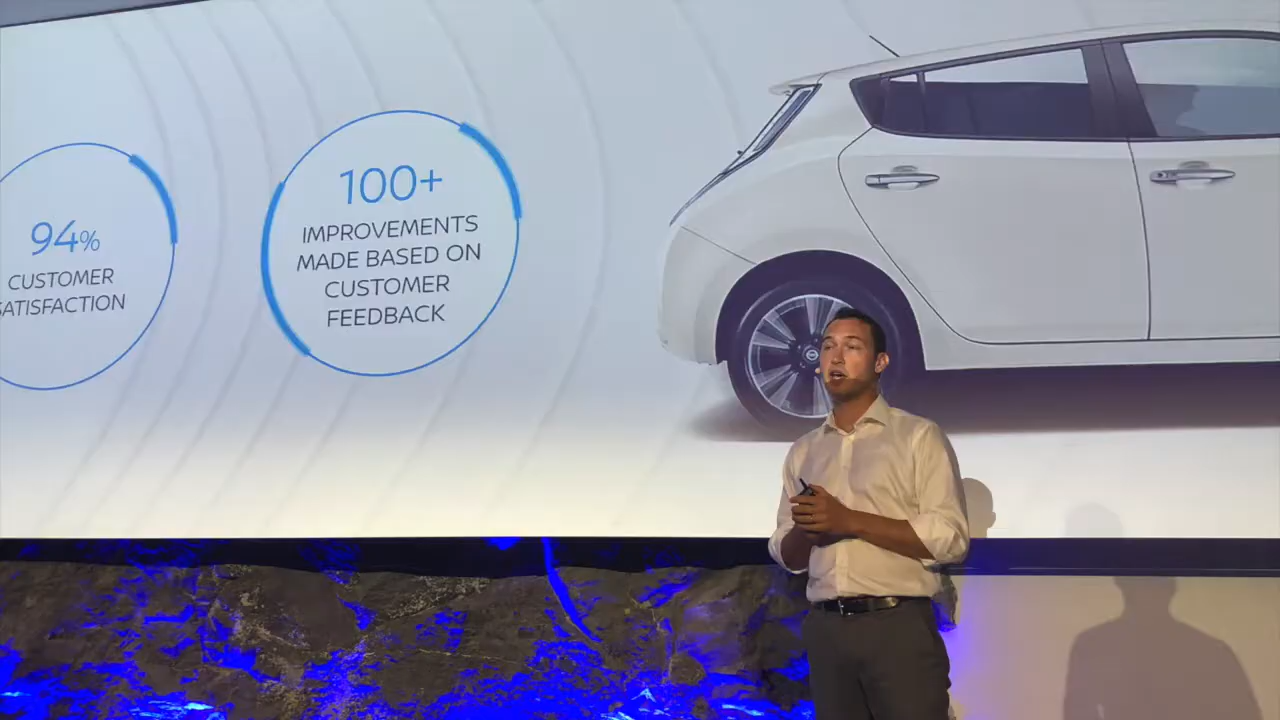 94%
CUSTOMER
SATISFACTION
100+
IMPROVEMENTS
MADE BASED ON
CUSTOMER
FEEDBACK